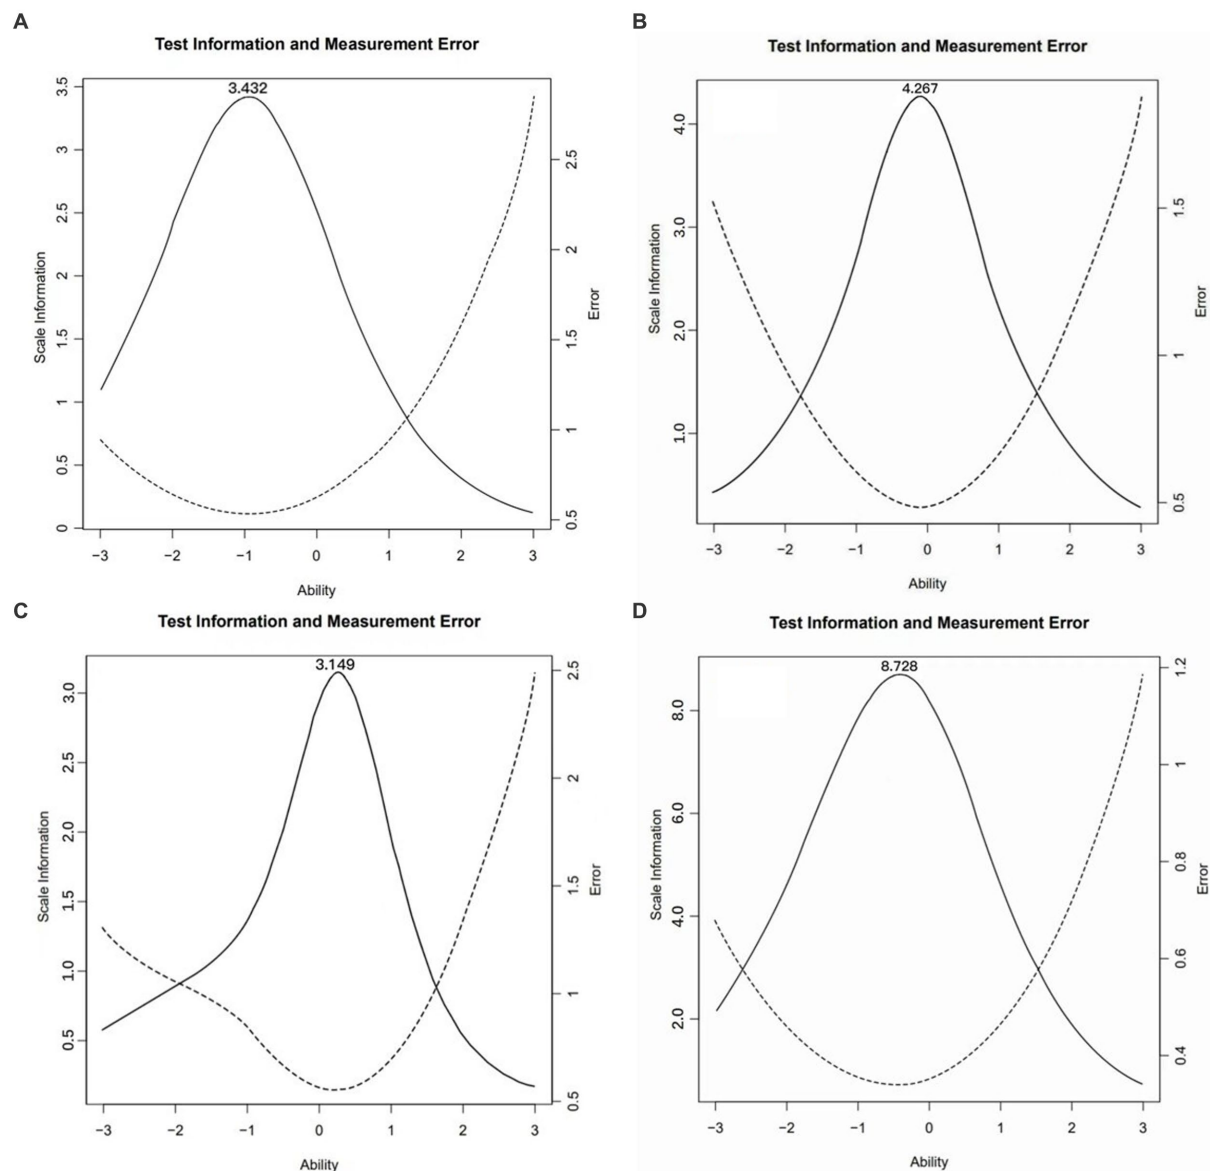 A
Test Information and Measurement Error
3.432
3.5
3
2.5
2
1.5
1
0.5
0
Scale Information
2.5
2
1.5
1
0.5
Error
−3 −2 −1 0 1 2 3
Ability
B
Test Information and Measurement Error
4.267
4.0
3.0
2.0
1.0
Scale Information
1.5
1
0.5
Error
−3 −2 −1 0 1 2 3
Ability
C
Test Information and Measurement Error
3.149
3.0
2.5
2.0
1.5
1.0
0.5
Scale Information
2.5
2
1.5
1
0.5
Error
−3 −2 −1 0 1 2 3
Ability
D
Test Information and Measurement Error
8.728
8.0
6.0
4.0
2.0
Scale Information
1.2
1
0.8
0.6
0.4
Error
−3 −2 −1 0 1 2 3
Ability